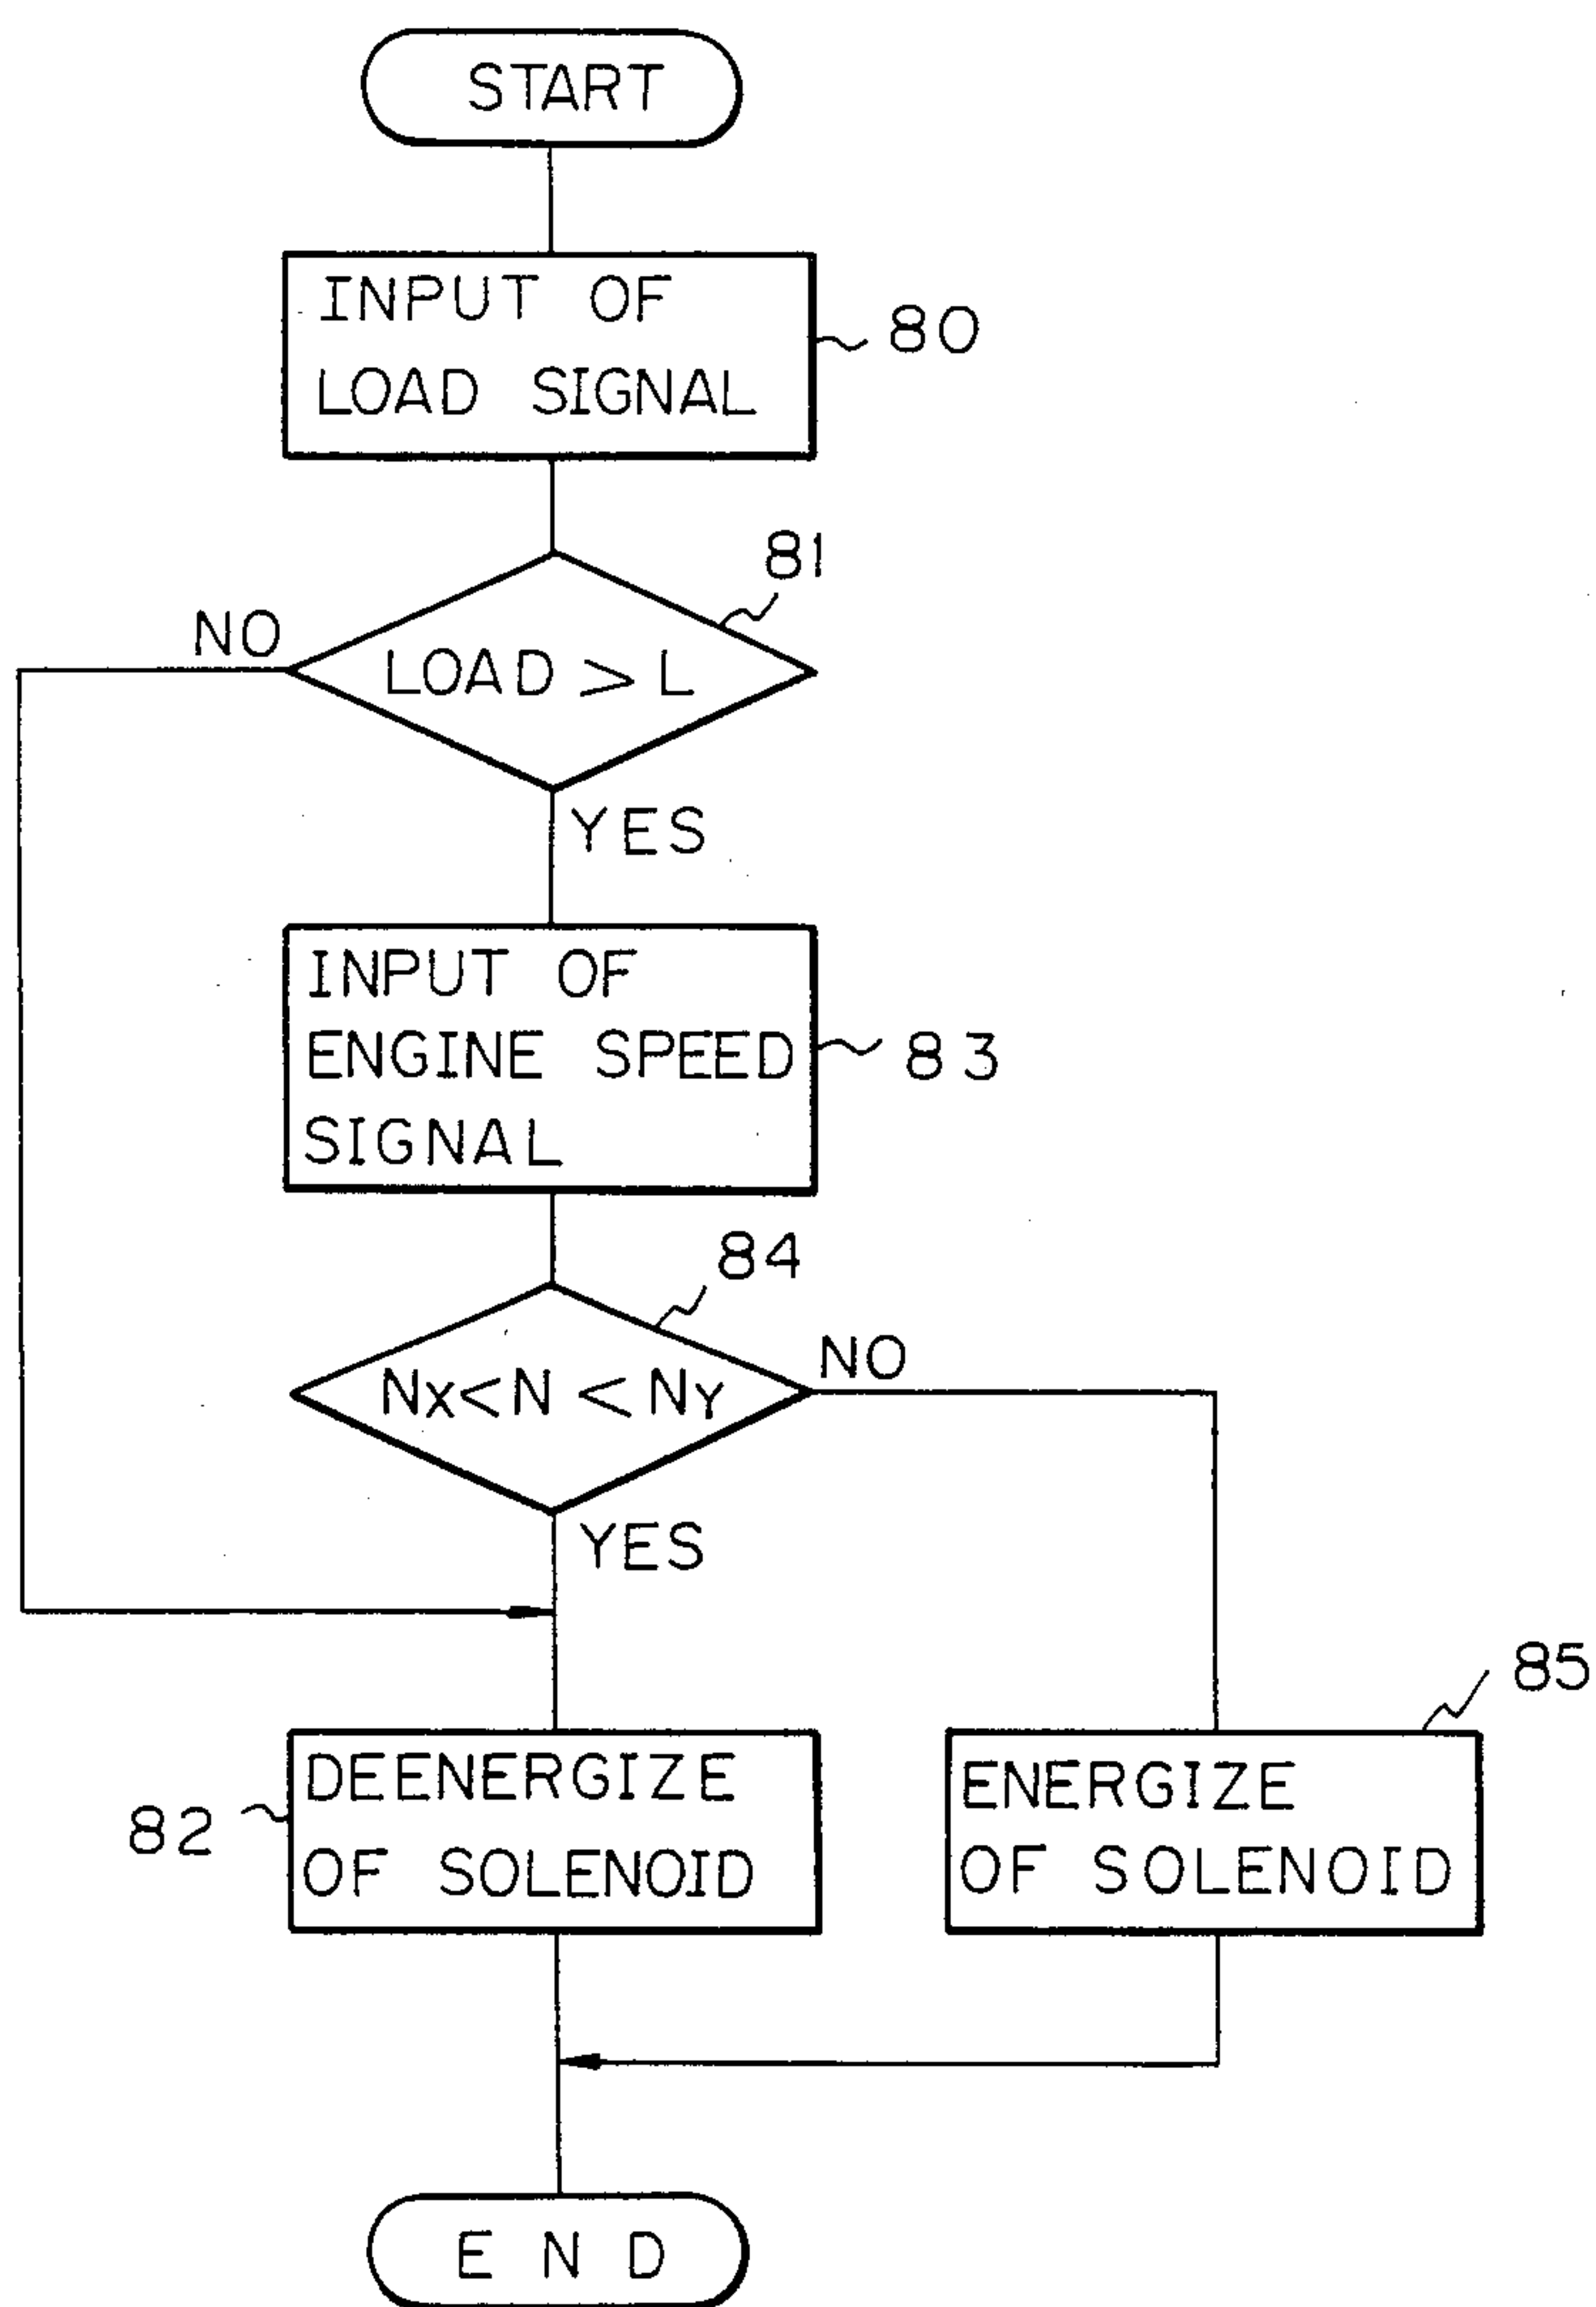 START
INPUT OF
LOAD SIGNAL
80
81
NO
LOAD > L
YES
INPUT OF
ENGINE SPEED
SIGNAL
83
84
NX<N<NY
NO
YES
85
DEENERGIZE
OF SOLENOID
82
ENERGIZE
OF SOLENOID
END